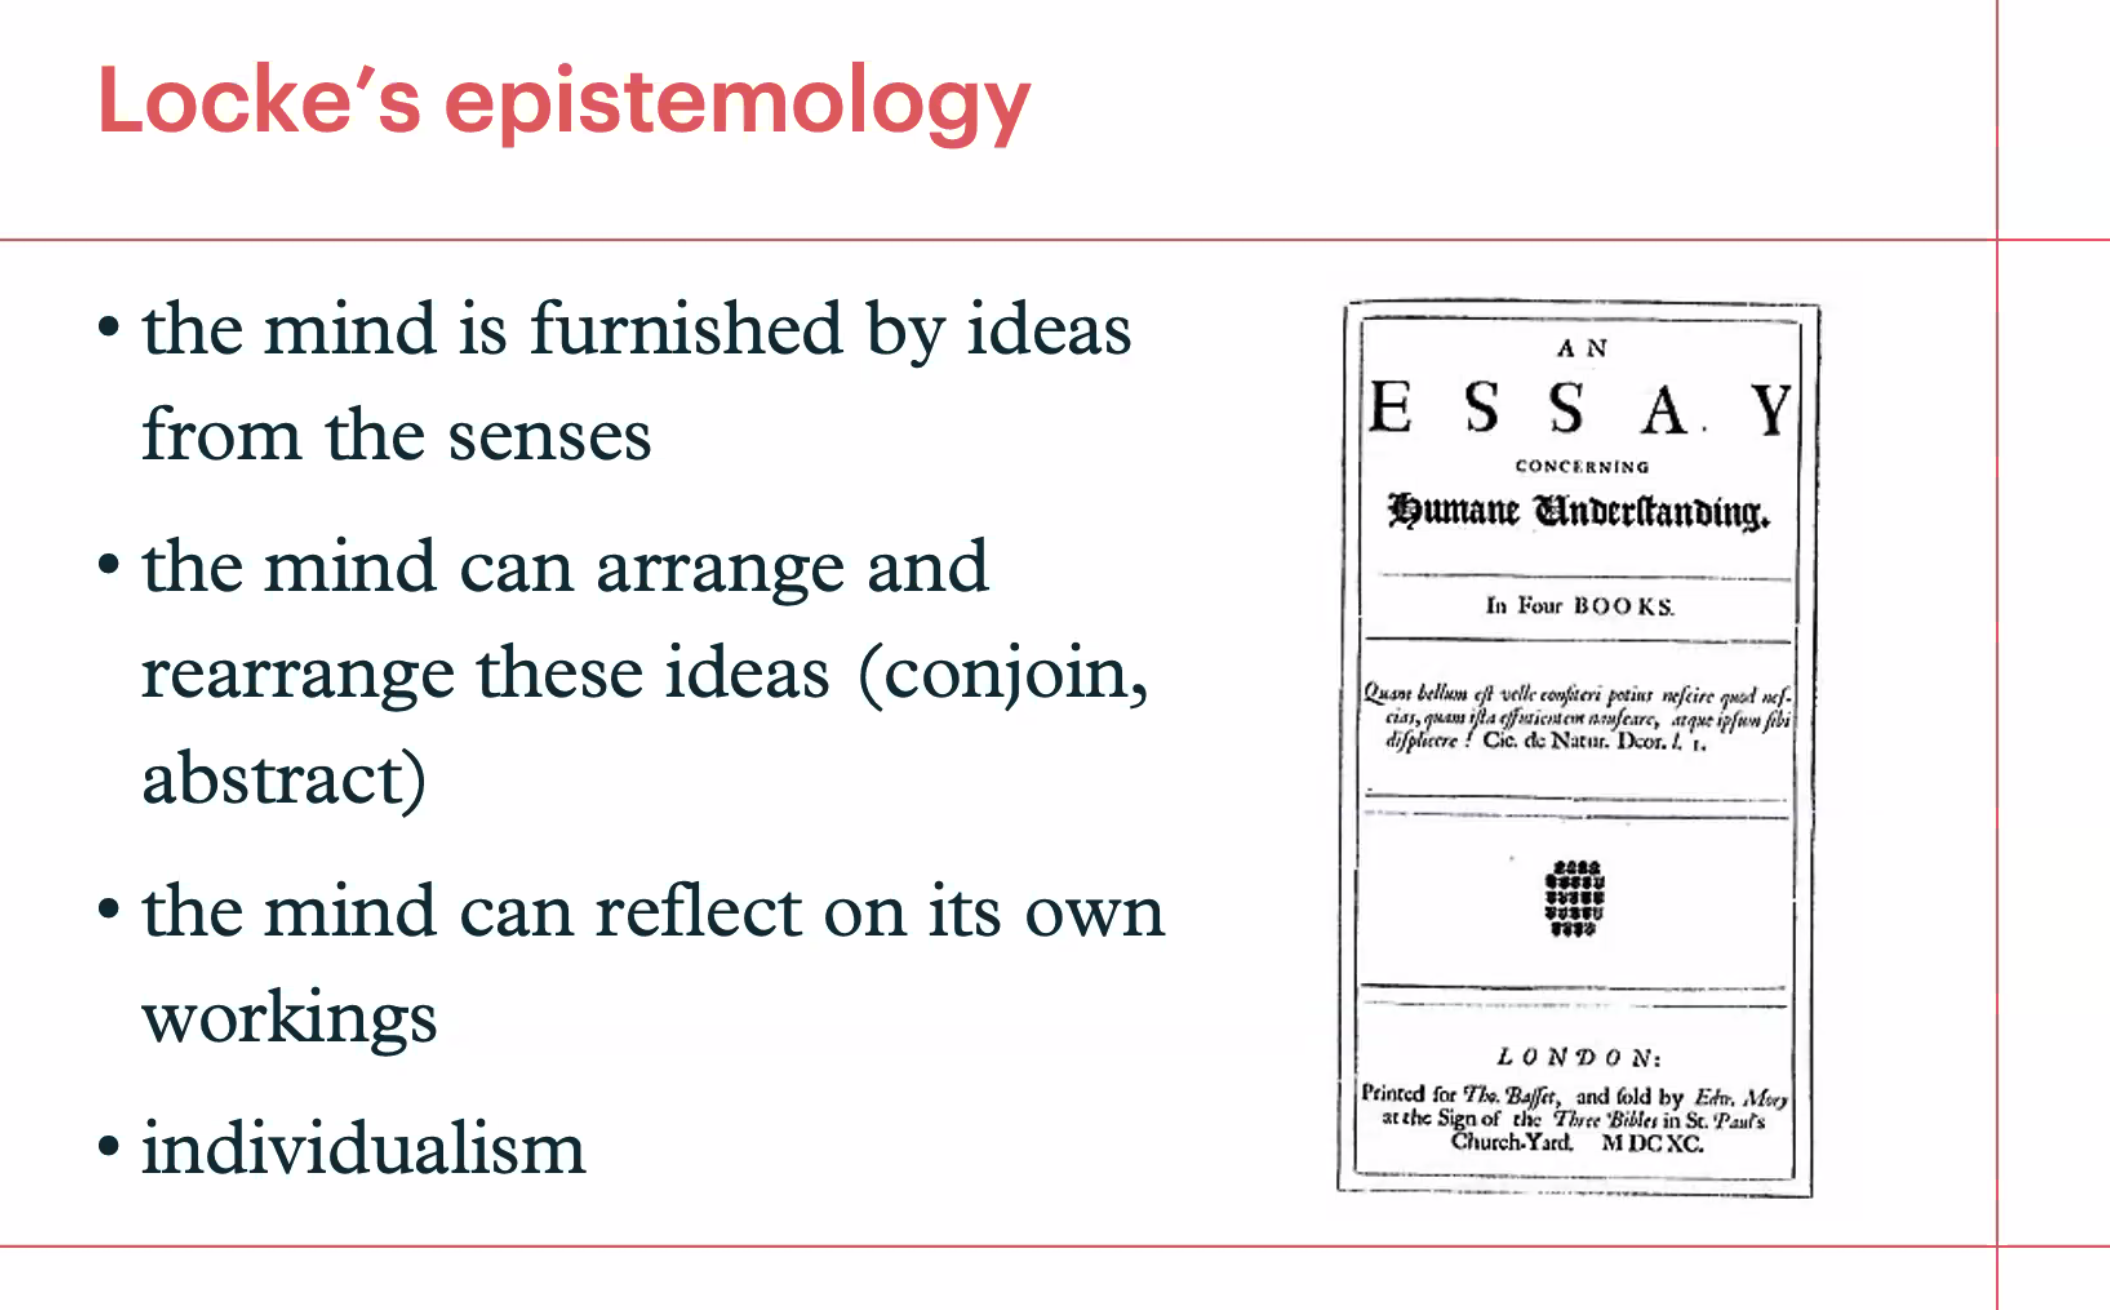 Locke’s epistemology
• the mind is furnished by ideas
from the senses
• the mind can arrange and
rearrange these ideas (conjoin,
abstract)
• the mind can reflect on its own
workings
• individualism
AN
ESSAY
CONCERNING
Humane Underſtanding.
In Four BOOKS.
Quam bellum eſt velle confiteri potius neſcire quod neſ-
cias, quam iſta effutientem nauſeare, atque ipſum ſibi
diſplicere ! Cic. de Natur. Deor. l. 1.
LONDON:
Printed for Tho. Baſſet, and ſold by Edw. Mory
at the Sign of the Three Bibles in St. Paul's
Church-Yard. MDCXC.